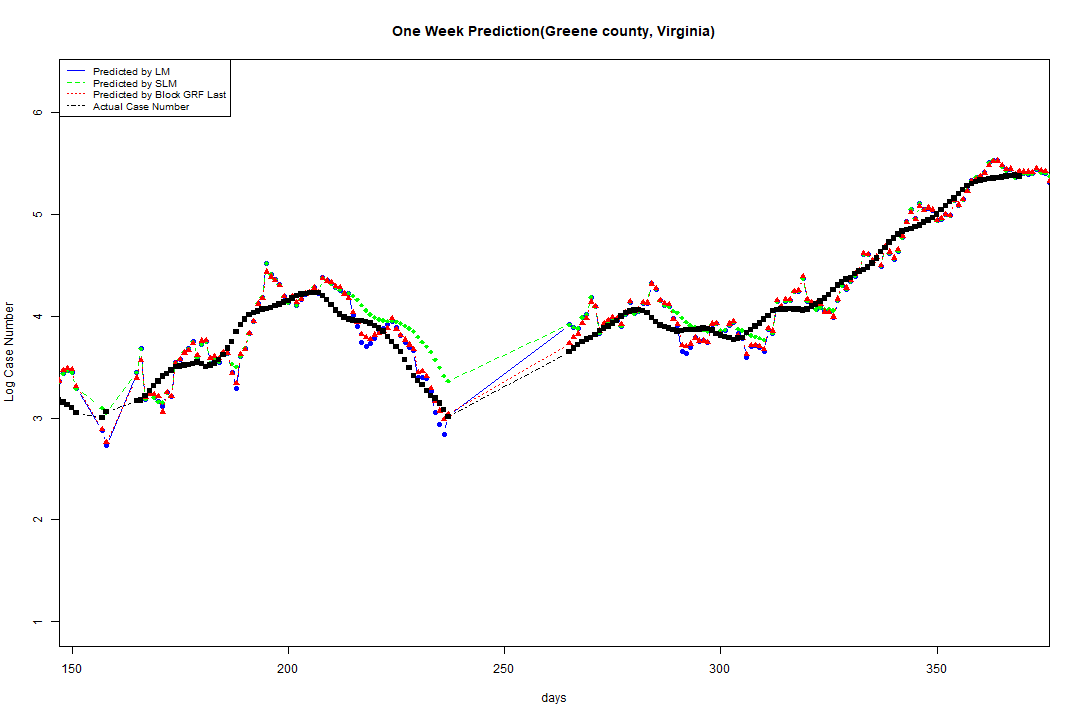 One Week Prediction(Greene county, Virginia)
Predicted by LM
Predicted by SLM
Predicted by Block GRF Last
Actual Case Number
6
5
4
3
2
1
Log Case Number
150 200 250 300 350
days